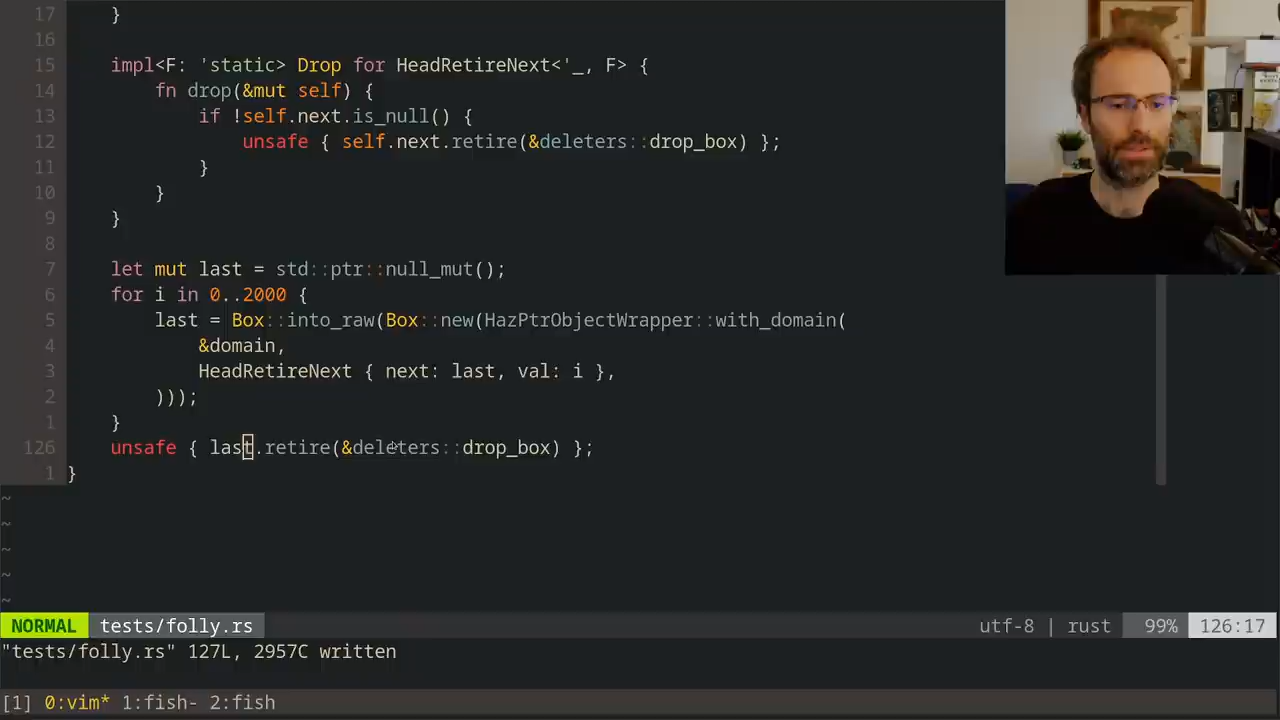 17 }
16
15 impl<F: 'static> Drop for HeadRetireNext<'_, F> {
14 fn drop(&mut self) {
13 if !self.next.is_null() {
12 unsafe { self.next.retire(&deleters::drop_box) };
11 }
10 }
9 }
8
7 let mut last = std::ptr::null_mut();
6 for i in 0..2000 {
5 last = Box::into_raw(Box::new(HazPtrObjectWrapper::with_domain(
4 &domain,
3 HeadRetireNext { next: last, val: i },
2 )));
1 }
126 unsafe { last.retire(&deleters::drop_box) };
1 }
~
~
~
~
~
NORMAL tests/folly.rs utf-8 | rust 99% 126:17
"tests/folly.rs" 127L, 2957C written
[1] 0:vim* 1:fish- 2:fish